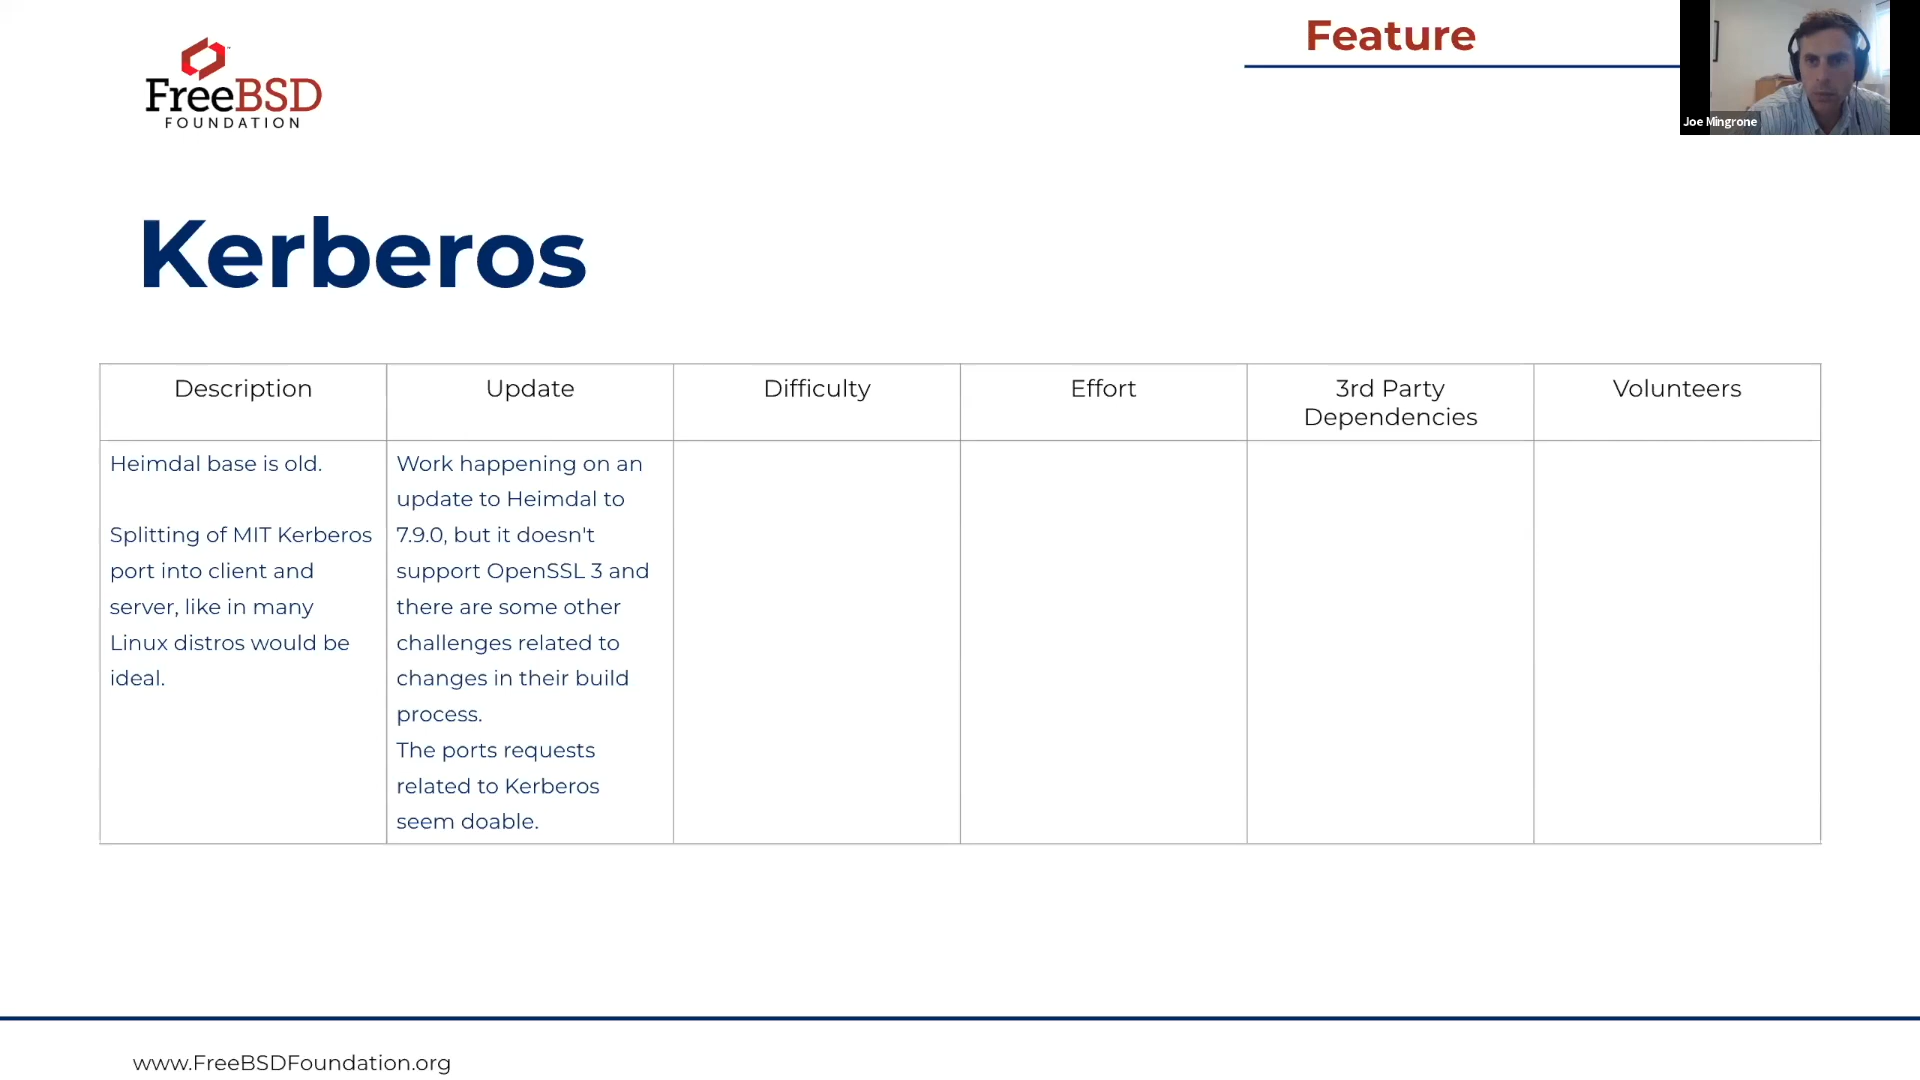 Feature
FreeBSD
FOUNDATION
Joe Mingrone
Kerberos
Description
Update
Difficulty
Effort
3rd Party
Dependencies
Volunteers
Heimdal base is old.
Splitting of MIT Kerberos
port into client and
server, like in many
Linux distros would be
ideal.
Work happening on an
update to Heimdal to
7.9.0, but it doesn't
support OpenSSL 3 and
there are some other
challenges related to
changes in their build
process.
The ports requests
related to Kerberos
seem doable.
www.FreeBSDFoundation.org